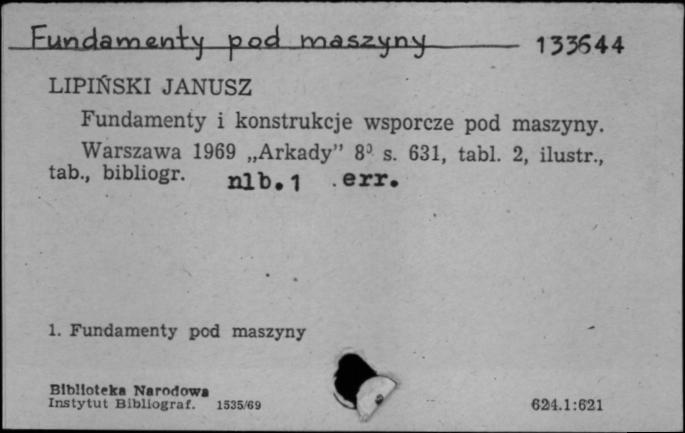 Fundamenty pod maszyny 133644
LIPIŃSKI JANUSZ
Fundamenty i konstrukcje wsporcze pod maszyny.
Warszawa 1969 „Arkady” 8⁰ s. 631, tabl. 2, ilustr.,
tab., bibliogr. nlb. 1 err.
1. Fundamenty pod maszyny
Biblioteka Narodowa
Instytut Bibliograf. 1535/69 624.1:621